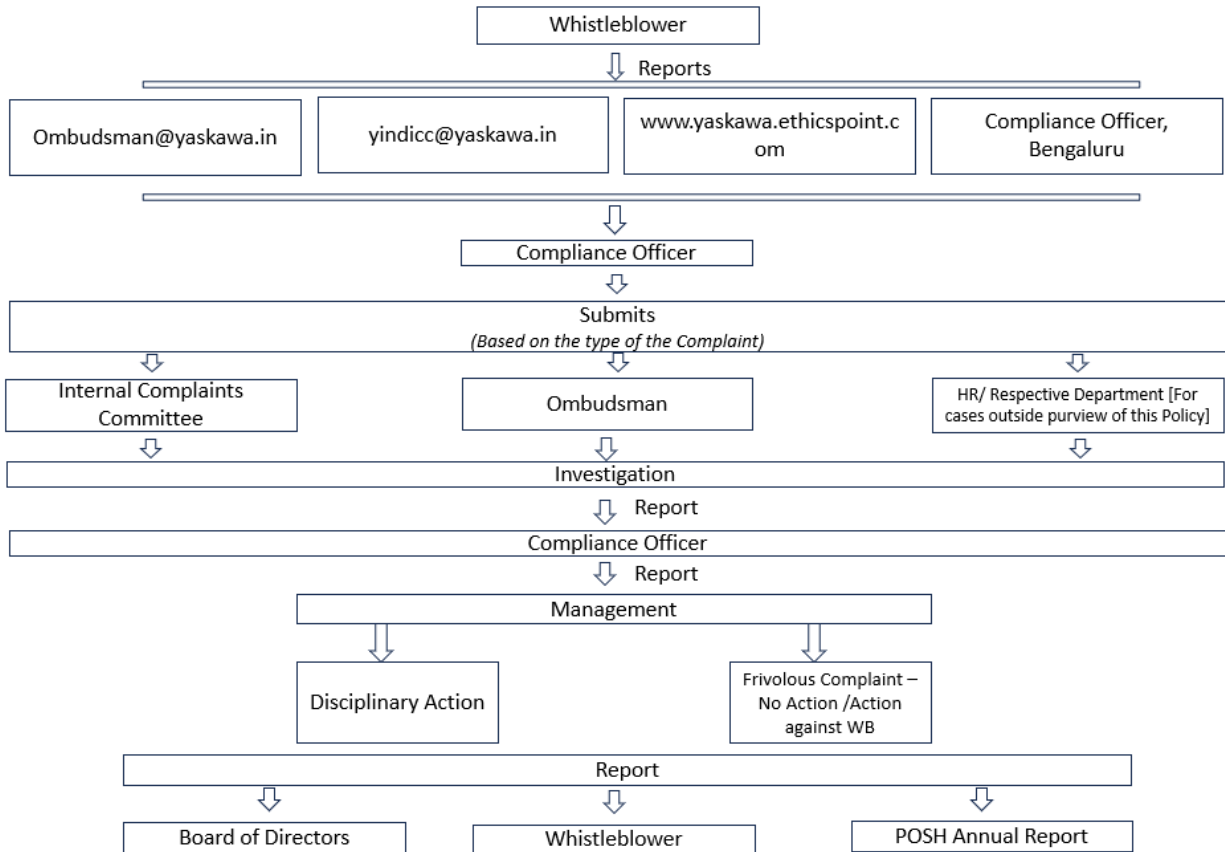 Whistleblower
Reports
Ombudsman@yaskawa.in
yindicc@yaskawa.in
www.yaskawa.ethicspoint.c
om
Compliance Officer,
Bengaluru
Compliance Officer
Submits
(Based on the type of the Complaint)
Internal Complaints
Committee
Ombudsman
HR/ Respective Department [For
cases outside purview of this Policy]
Investigation
Report
Compliance Officer
Report
Management
Disciplinary Action
Frivolous Complaint –
No Action /Action
against WB
Report
Board of Directors
Whistleblower
POSH Annual Report